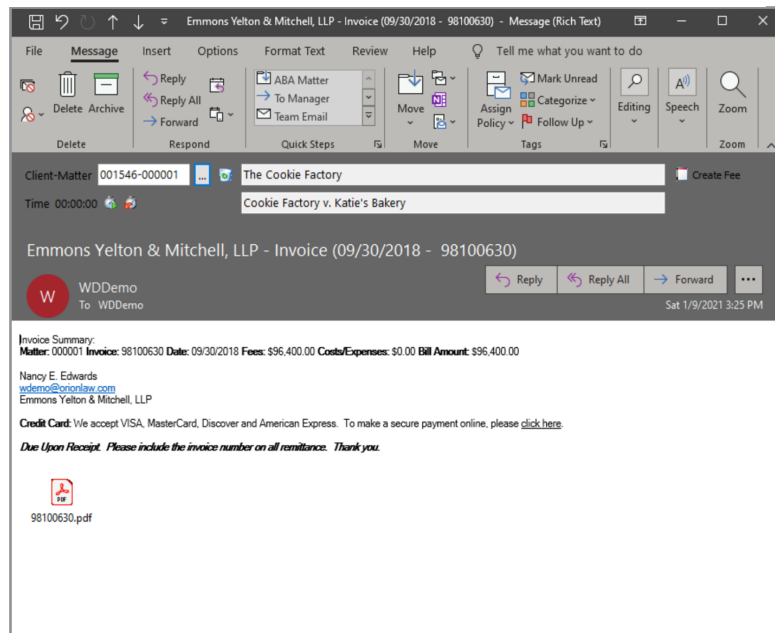 Emmons Yelton & Mitchell, LLP - Invoice (09/30/2018 - 98100630) - Message (Rich Text)
File Message Insert Options Format Text Review Help Tell me what you want to do
Delete Archive
Reply
Reply All
Forward
ABA Matter
To Manager
Team Email
Move
Assign Policy
Mark Unread
Categorize
Follow Up
Editing
Speech
Zoom
Delete Respond Quick Steps Move Tags Zoom
Client-Matter 001546-000001 ... The Cookie Factory Create Fee
Time 00:00:00 Cookie Factory v. Katie's Bakery
Emmons Yelton & Mitchell, LLP - Invoice (09/30/2018 - 98100630)
W
WDDemo
To WDDemo
Reply Reply All Forward ...
Sat 1/9/2021 3:25 PM
Invoice Summary:
Matter: 000001 Invoice: 98100630 Date: 09/30/2018 Fees: $96,400.00 Costs/Expenses: $0.00 Bill Amount: $96,400.00
Nancy E. Edwards
wdemo@orionlaw.com
Emmons Yelton & Mitchell, LLP
Credit Card: We accept VISA, MasterCard, Discover and American Express. To make a secure payment online, please click here.
Due Upon Receipt. Please include the invoice number on all remittance. Thank you.
PDF
98100630.pdf